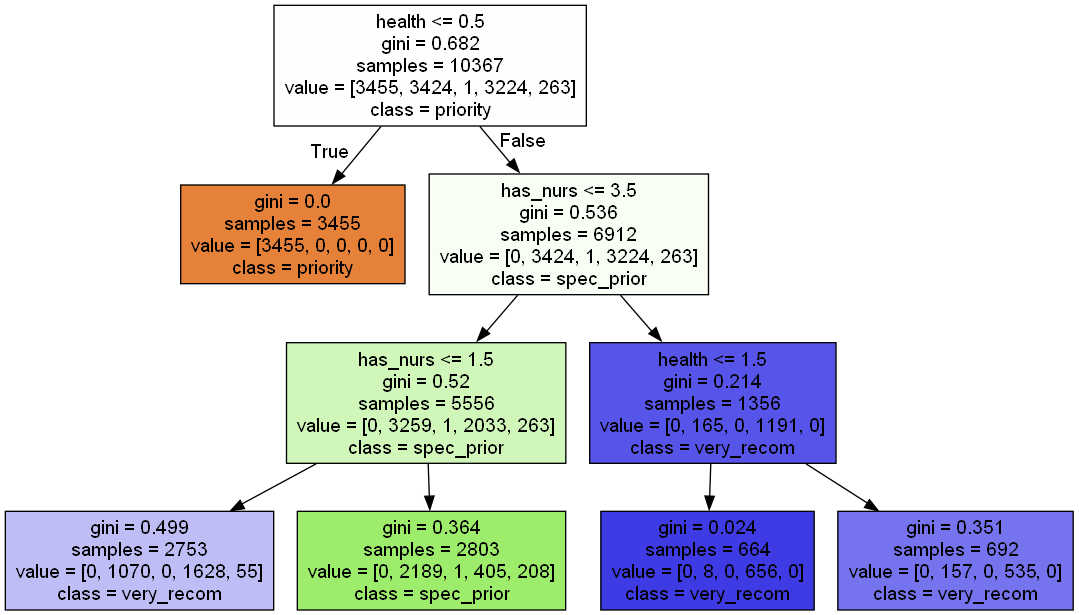 health <= 0.5
gini = 0.682
samples = 10367
value = [3455, 3424, 1, 3224, 263]
class = priority
True
False
gini = 0.0
samples = 3455
value = [3455, 0, 0, 0, 0]
class = priority
has_nurs <= 3.5
gini = 0.536
samples = 6912
value = [0, 3424, 1, 3224, 263]
class = spec_prior
has_nurs <= 1.5
gini = 0.52
samples = 5556
value = [0, 3259, 1, 2033, 263]
class = spec_prior
health <= 1.5
gini = 0.214
samples = 1356
value = [0, 165, 0, 1191, 0]
class = very_recom
gini = 0.499
samples = 2753
value = [0, 1070, 0, 1628, 55]
class = very_recom
gini = 0.364
samples = 2803
value = [0, 2189, 1, 405, 208]
class = spec_prior
gini = 0.024
samples = 664
value = [0, 8, 0, 656, 0]
class = very_recom
gini = 0.351
samples = 692
value = [0, 157, 0, 535, 0]
class = very_recom